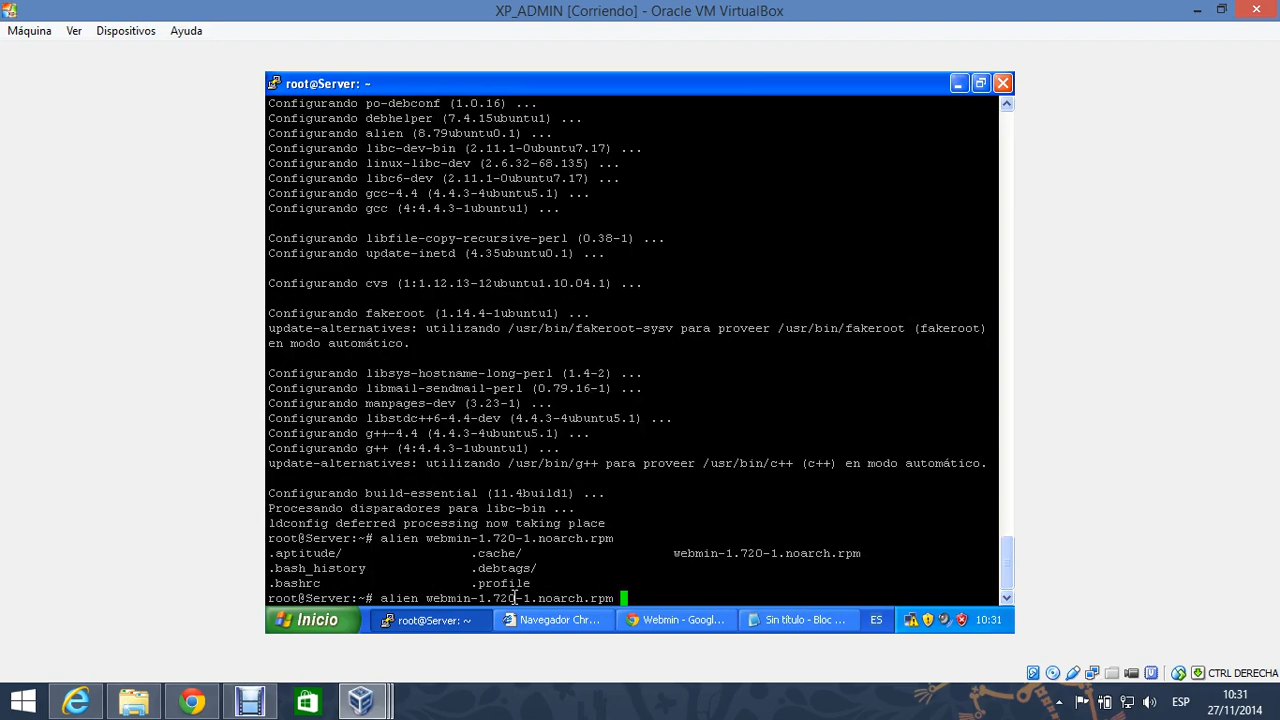 XP_ADMIN [Corriendo] - Oracle VM VirtualBox
Máquina Ver Dispositivos Ayuda
root@Server: ~
Configurando po-debconf (1.0.16) ...
Configurando debhelper (7.4.15ubuntu1) ...
Configurando alien (8.79ubuntu0.1) ...
Configurando libc-dev-bin (2.11.1-0ubuntu7.17) ...
Configurando linux-libc-dev (2.6.32-68.135) ...
Configurando libc6-dev (2.11.1-0ubuntu7.17) ...
Configurando gcc-4.4 (4.4.3-4ubuntu5.1) ...
Configurando gcc (4:4.4.3-1ubuntu1) ...
Configurando libfile-copy-recursive-perl (0.38-1) ...
Configurando update-inetd (4.35ubuntu0.1) ...
Configurando cvs (1:1.12.13-12ubuntu1.10.04.1) ...
Configurando fakeroot (1.14.4-1ubuntu1) ...
update-alternatives: utilizando /usr/bin/fakeroot-sysv para proveer /usr/bin/fakeroot (fakeroot)
en modo automático.
Configurando libsys-hostname-long-perl (1.4-2) ...
Configurando libmail-sendmail-perl (0.79.16-1) ...
Configurando manpages-dev (3.23-1) ...
Configurando libstdc++6-4.4-dev (4.4.3-4ubuntu5.1) ...
Configurando g++-4.4 (4.4.3-4ubuntu5.1) ...
Configurando g++ (4:4.4.3-1ubuntu1) ...
update-alternatives: utilizando /usr/bin/g++ para proveer /usr/bin/c++ (c++) en modo automático.
Configurando build-essential (11.4build1) ...
Procesando disparadores para libc-bin ...
ldconfig deferred processing now taking place
root@Server:~# alien webmin-1.720-1.noarch.rpm
.aptitude/ .cache/ webmin-1.720-1.noarch.rpm
.bash_history .debtags/
.bashrc .profile
root@Server:~# alien webmin-1.720-1.noarch.rpm
Inicio root@Server: ~ Navegador Chr... Webmin - Googl... Sin título - Bloc ... ES 10:31
CTRL DERECHA
ESP 10:31
27/11/2014